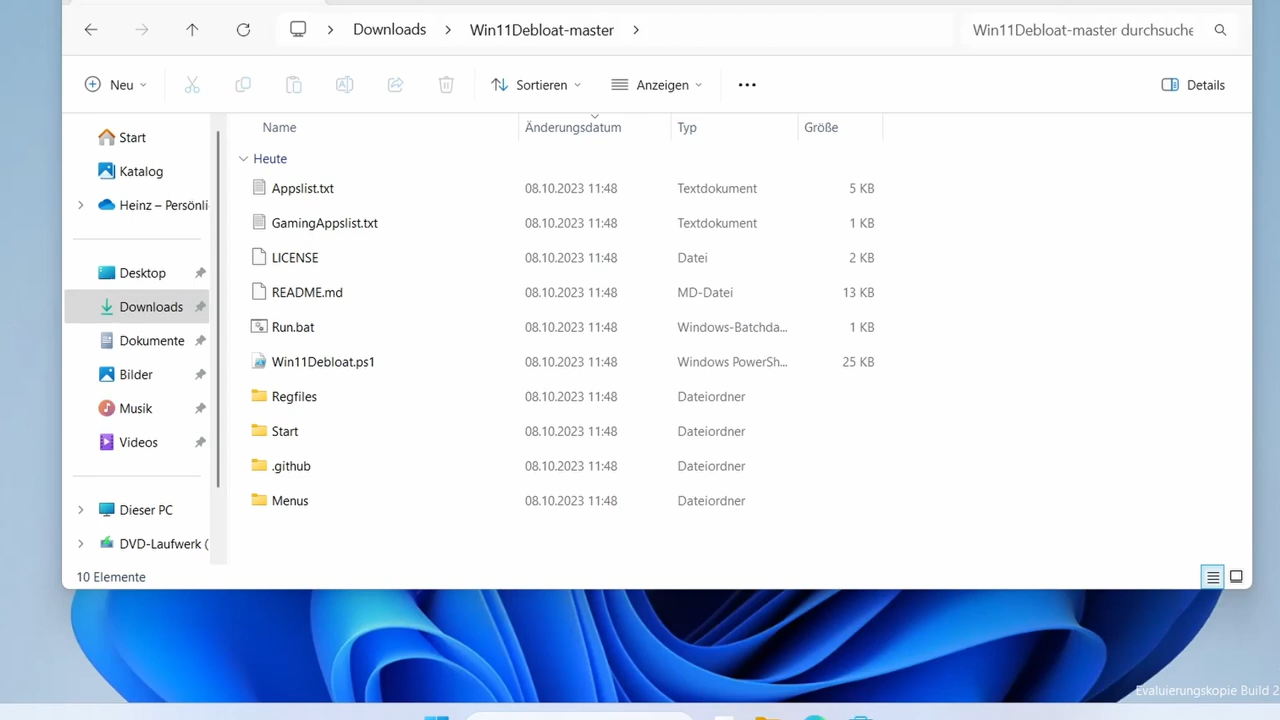 Downloads > Win11Debloat-master >
Win11Debloat-master durchsuche
Neu
Sortieren
Anzeigen
Details
Name Änderungsdatum Typ Größe
Start
Katalog
Heinz – Persönli
Desktop
Downloads
Dokumente
Bilder
Musik
Videos
Dieser PC
DVD-Laufwerk (
Heute
Appslist.txt 08.10.2023 11:48 Textdokument 5 KB
GamingAppslist.txt 08.10.2023 11:48 Textdokument 1 KB
LICENSE 08.10.2023 11:48 Datei 2 KB
README.md 08.10.2023 11:48 MD-Datei 13 KB
Run.bat 08.10.2023 11:48 Windows-Batchda... 1 KB
Win11Debloat.ps1 08.10.2023 11:48 Windows PowerSh... 25 KB
Regfiles 08.10.2023 11:48 Dateiordner
Start 08.10.2023 11:48 Dateiordner
.github 08.10.2023 11:48 Dateiordner
Menus 08.10.2023 11:48 Dateiordner
10 Elemente
Evaluierungskopie Build 2